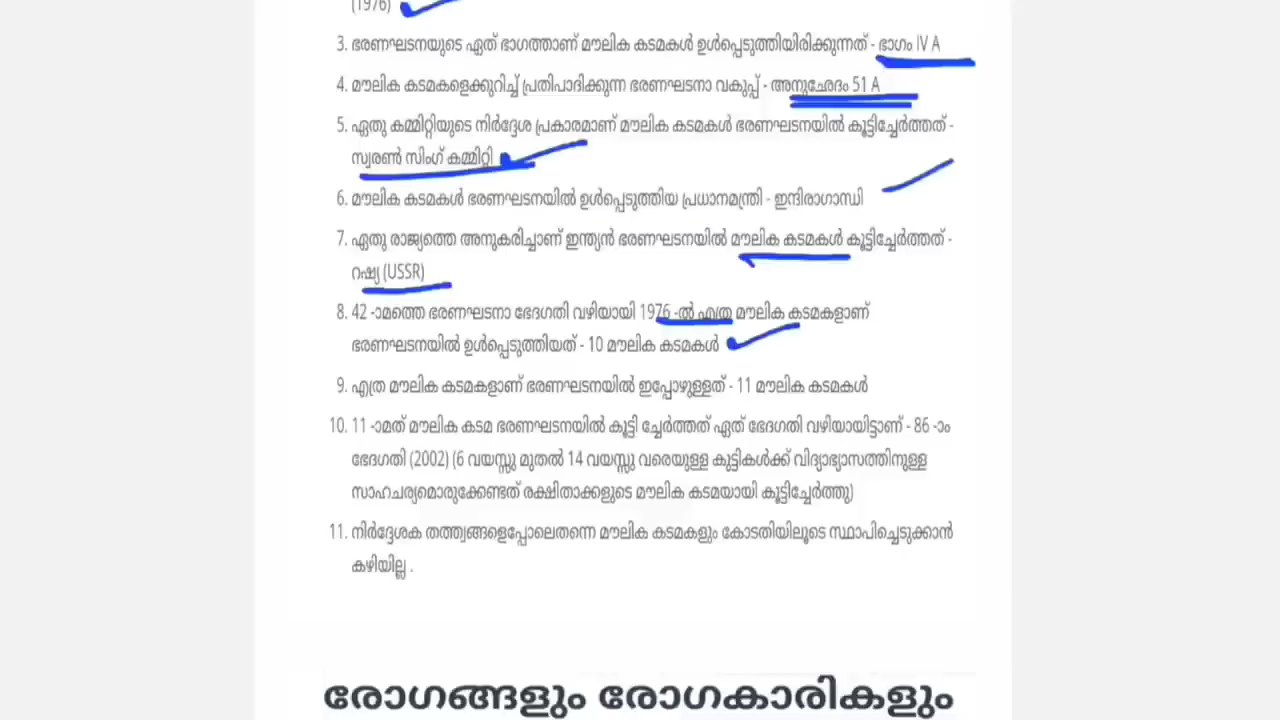 (1976)
3. ഭരണഘടനയുടെ ഏത് ഭാഗത്താണ് മൗലിക കടമകൾ ഉൾപ്പെടുത്തിയിരിക്കുന്നത് - ഭാഗം IV A
4. മൗലിക കടമകളെക്കുറിച്ച് പ്രതിപാദിക്കുന്ന ഭരണഘടനാ വകുപ്പ് - അനുഛേദം 51 A
5. ഏതു കമ്മിറ്റിയുടെ നിർദ്ദേശ പ്രകാരമാണ് മൗലിക കടമകൾ ഭരണഘടനയിൽ കൂട്ടിച്ചേർത്തത് -
സ്വരൺ സിംഗ് കമ്മിറ്റി
6. മൗലിക കടമകൾ ഭരണഘടനയിൽ ഉൾപ്പെടുത്തിയ പ്രധാനമന്ത്രി - ഇന്ദിരാഗാന്ധി
7. ഏതു രാജ്യത്തെ അനുകരിച്ചാണ് ഇന്ത്യൻ ഭരണഘടനയിൽ മൗലിക കടമകൾ കൂട്ടിച്ചേർത്തത് -
റഷ്യ (USSR)
8. 42 -ാമത്തെ ഭരണഘടനാ ഭേദഗതി വഴിയായി 1976 -ൽ എത്ര മൗലിക കടമകളാണ്
ഭരണഘടനയിൽ ഉൾപ്പെടുത്തിയത് - 10 മൗലിക കടമകൾ
9. എത്ര മൗലിക കടമകളാണ് ഭരണഘടനയിൽ ഇപ്പോഴുള്ളത് - 11 മൗലിക കടമകൾ
10. 11 -ാമത് മൗലിക കടമ ഭരണഘടനയിൽ കൂട്ടി ച്ചേർത്തത് ഏത് ഭേദഗതി വഴിയായിട്ടാണ് - 86 -ാം
ഭേദഗതി (2002) (6 വയസ്സു മുതൽ 14 വയസ്സു വരെയുള്ള കുട്ടികൾക്ക് വിദ്യാഭ്യാസത്തിനുള്ള
സാഹചര്യമൊരുക്കേണ്ടത് രക്ഷിതാക്കളുടെ മൗലിക കടമയായി കൂട്ടിച്ചേർത്തു)
11. നിർദ്ദേശക തത്ത്വങ്ങളെപ്പോലെതന്നെ മൗലിക കടമകളും കോടതിയിലൂടെ സ്ഥാപിച്ചെടുക്കാൻ
കഴിയില്ല .
രോഗങ്ങളും രോഗകാരികളും